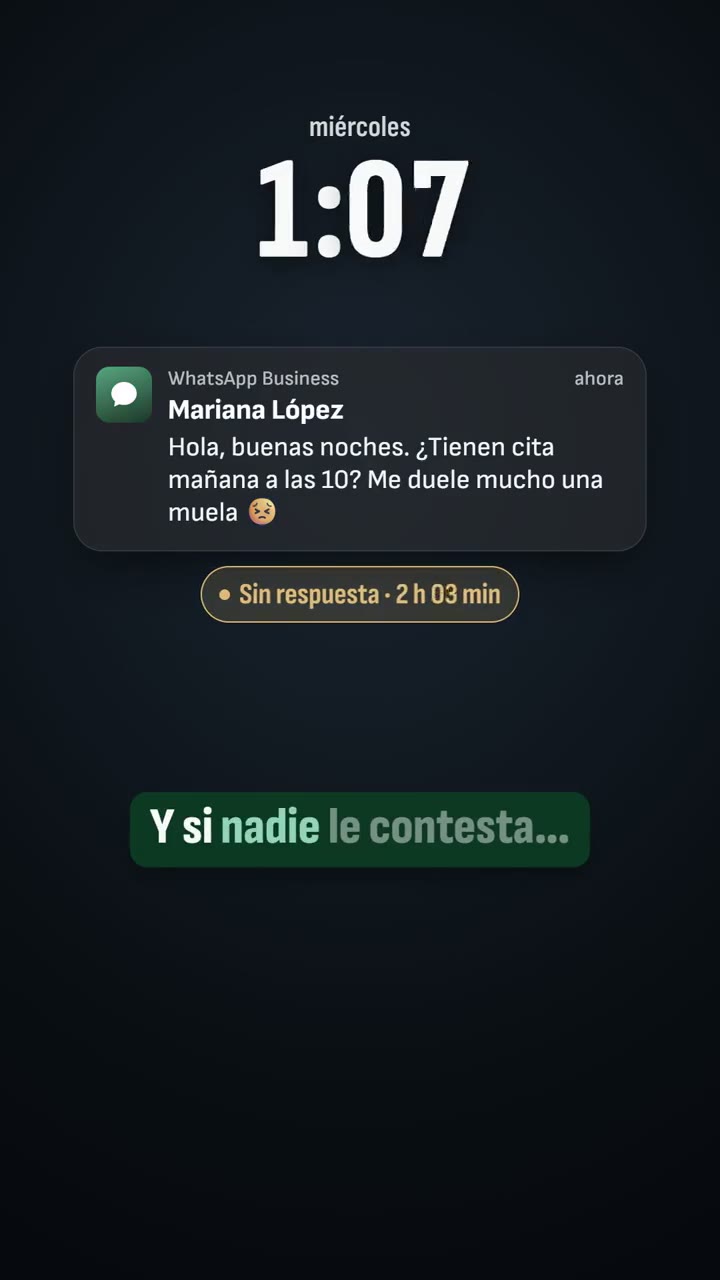 miércoles
1:07
WhatsApp Business
ahora
Mariana López
Hola, buenas noches. ¿Tienen cita
mañana a las 10? Me duele mucho una
muela 😣
Sin respuesta · 2 h 03 min
Y si nadie le contesta...